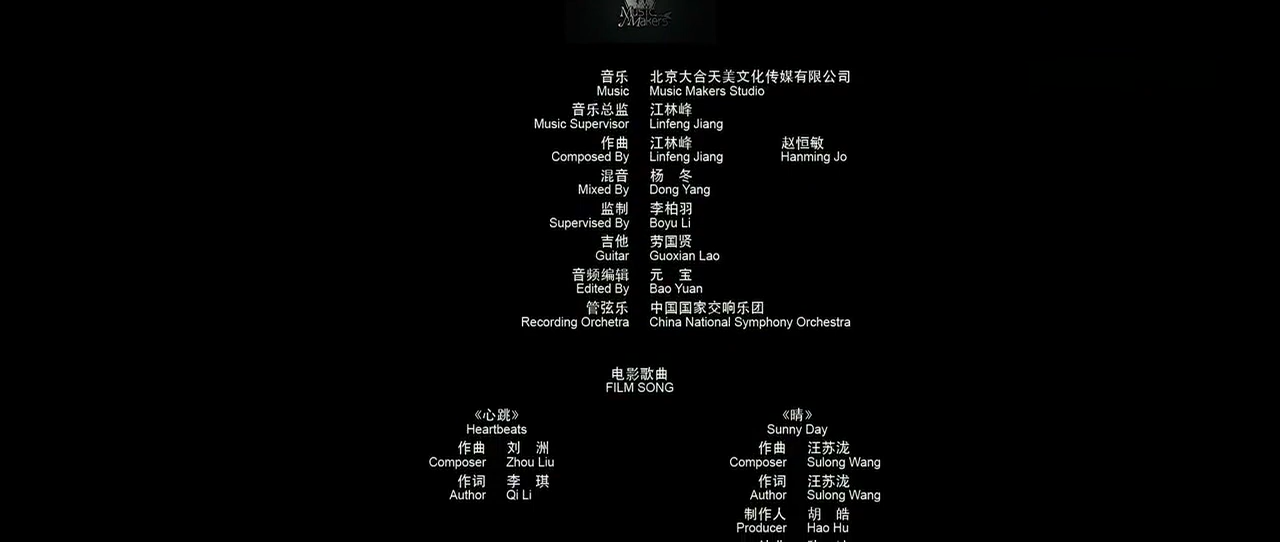 Music Makers
音乐 北京大合天美文化传媒有限公司
Music Music Makers Studio
音乐总监 江林峰
Music Supervisor Linfeng Jiang
作曲 江林峰 赵恒敏
Composed By Linfeng Jiang Hanming Jo
混音 杨 冬
Mixed By Dong Yang
监制 李柏羽
Supervised By Boyu Li
吉他 劳国贤
Guitar Guoxian Lao
音频编辑 元 宝
Edited By Bao Yuan
管弦乐 中国国家交响乐团
Recording Orchetra China National Symphony Orchestra
电影歌曲
FILM SONG
《心跳》 《晴》
Heartbeats Sunny Day
作曲 刘 洲 作曲 汪苏泷
Composer Zhou Liu Composer Sulong Wang
作词 李 琪 作词 汪苏泷
Author Qi Li Author Sulong Wang
制作人 胡 皓
Producer Hao Hu